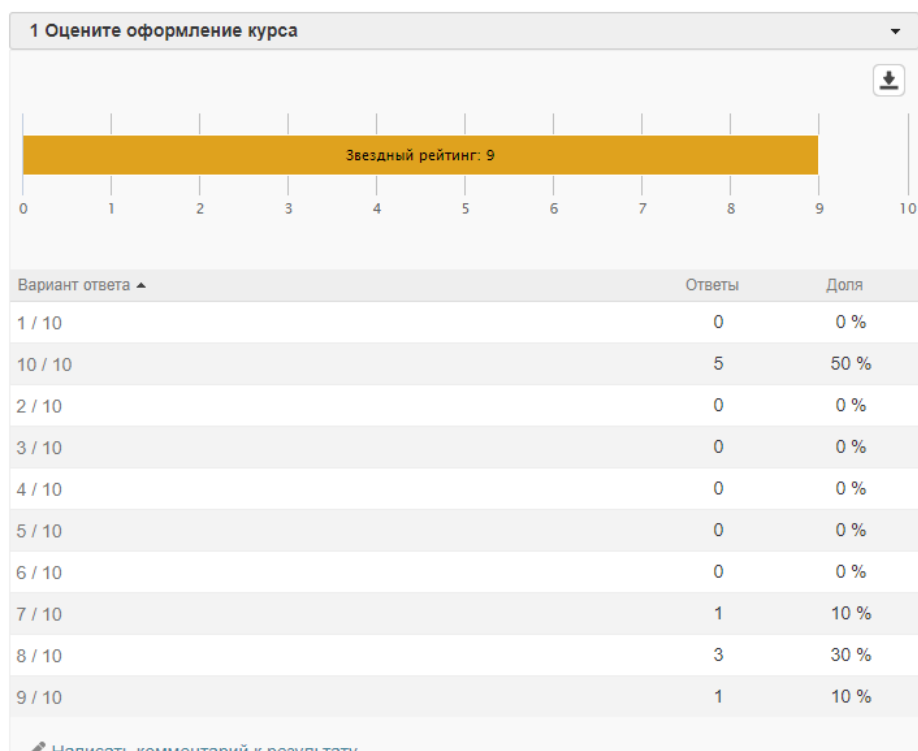 1 Оцените оформление курса
Звездный рейтинг: 9
0 1 2 3 4 5 6 7 8 9 10
Вариант ответа Ответы Доля
1 / 10 0 0 %
10 / 10 5 50 %
2 / 10 0 0 %
3 / 10 0 0 %
4 / 10 0 0 %
5 / 10 0 0 %
6 / 10 0 0 %
7 / 10 1 10 %
8 / 10 3 30 %
9 / 10 1 10 %
Написать комментарий к результату